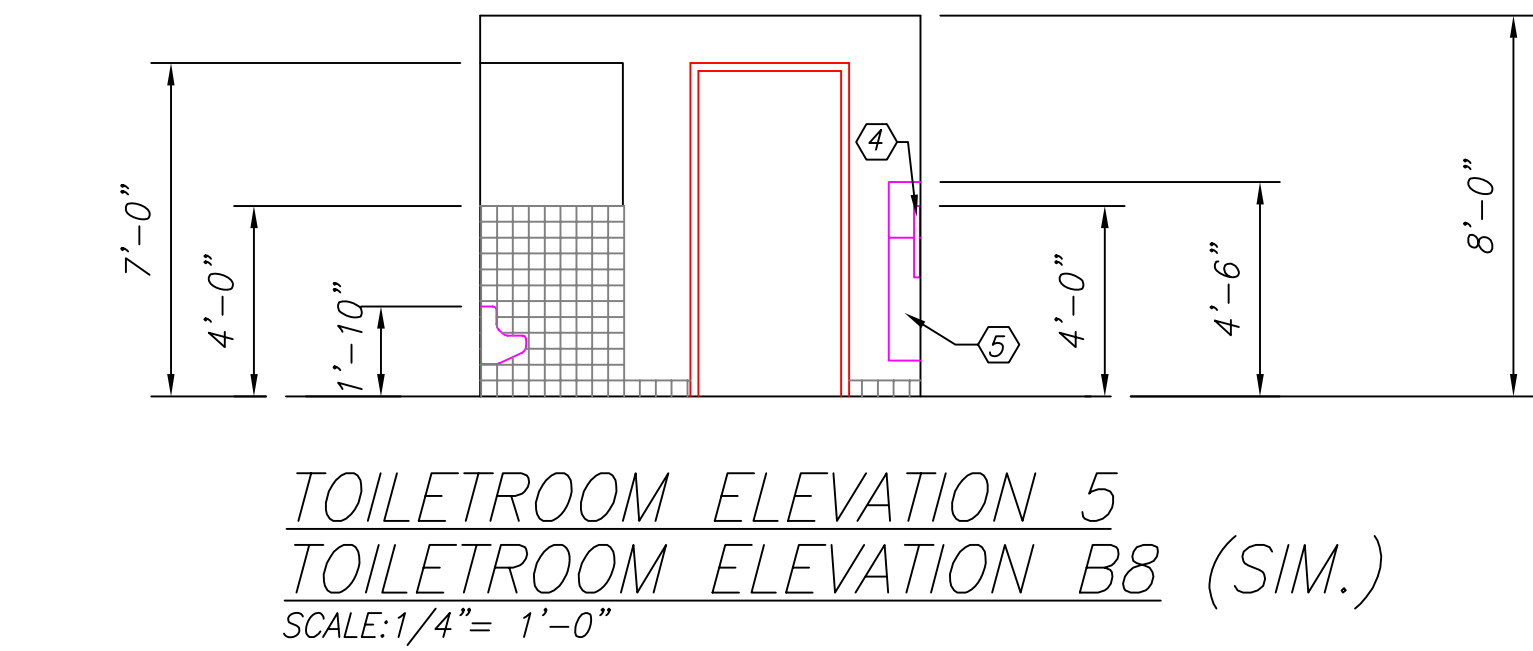 7'-0"
4'-0"
1'-10"
4
5
4'-0"
4'-6"
8'-0"
TOILETROOM ELEVATION 5
TOILETROOM ELEVATION B8 (SIM.)
SCALE:1/4"= 1'-0"